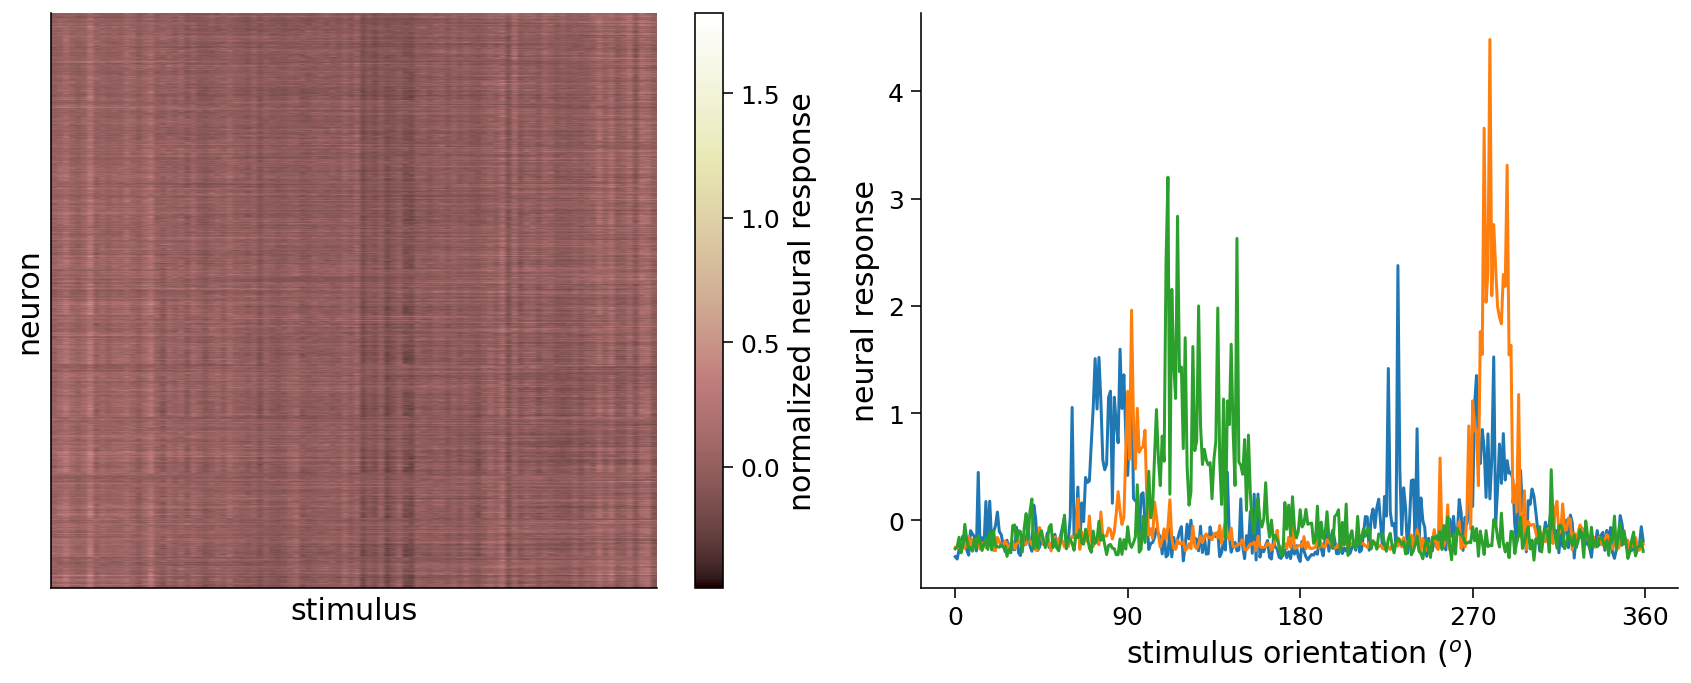 neuron
stimulus
1.5
1.0
0.5
0.0
normalized neural response
neural response
4
3
2
1
0
0 90 180 270 360
stimulus orientation (º)